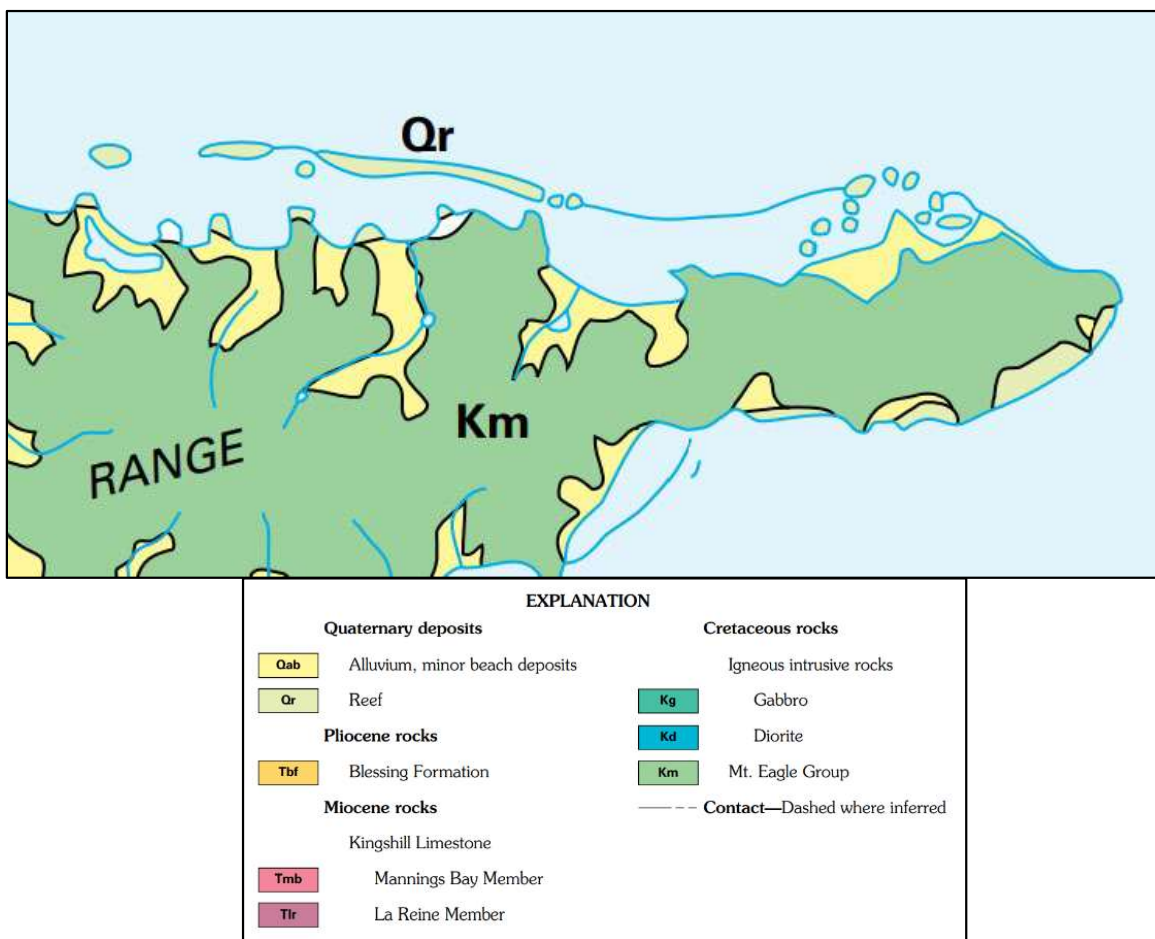 Qr
Km
RANGE
EXPLANATION
Quaternary deposits
Qab Alluvium, minor beach deposits
Qr Reef
Pliocene rocks
Tbf Blessing Formation
Miocene rocks
Kingshill Limestone
Tmb Mannings Bay Member
Tlr La Reine Member
Cretaceous rocks
Igneous intrusive rocks
Kg Gabbro
Kd Diorite
Km Mt. Eagle Group
Contact—Dashed where inferred